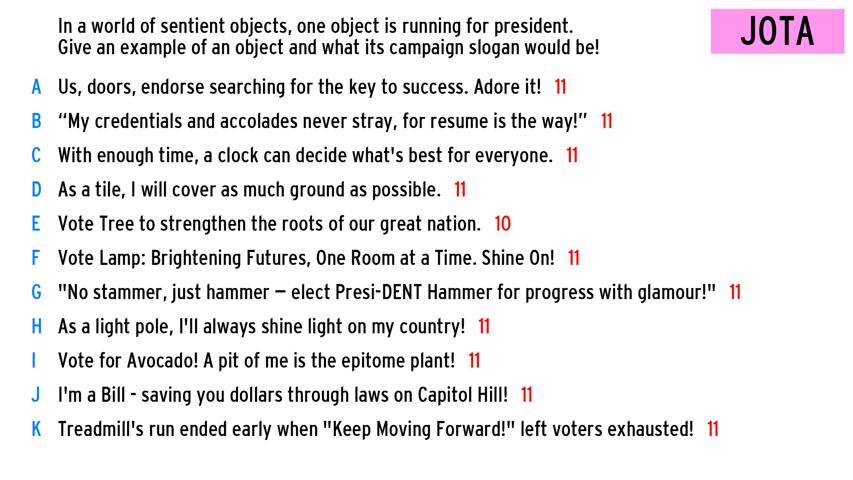 In a world of sentient objects, one object is running for president.
Give an example of an object and what its campaign slogan would be!
JOTA
A Us, doors, endorse searching for the key to success. Adore it! 11
B “My credentials and accolades never stray, for resume is the way!” 11
C With enough time, a clock can decide what's best for everyone. 11
D As a tile, I will cover as much ground as possible. 11
E Vote Tree to strengthen the roots of our great nation. 10
F Vote Lamp: Brightening Futures, One Room at a Time. Shine On! 11
G "No stammer, just hammer – elect Presi-DENT Hammer for progress with glamour!" 11
H As a light pole, I'll always shine light on my country! 11
I Vote for Avocado! A pit of me is the epitome plant! 11
J I'm a Bill - saving you dollars through laws on Capitol Hill! 11
K Treadmill's run ended early when "Keep Moving Forward!" left voters exhausted! 11